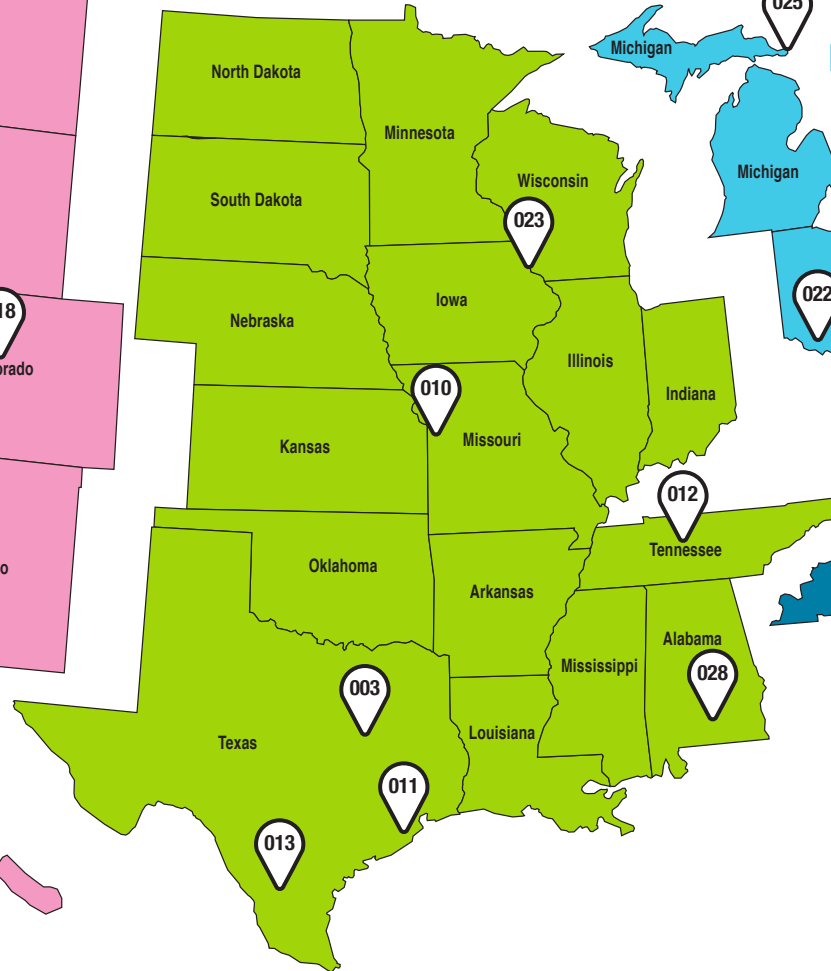 025
Michigan
North Dakota
Minnesota
Michigan
Wisconsin
South Dakota
023
022
Iowa
18
Nebraska
Illinois
orado
010
Indiana
Missouri
Kansas
012
Tennessee
Oklahoma
o
Arkansas
Alabama
Mississippi
028
003
Louisiana
Texas
011
013